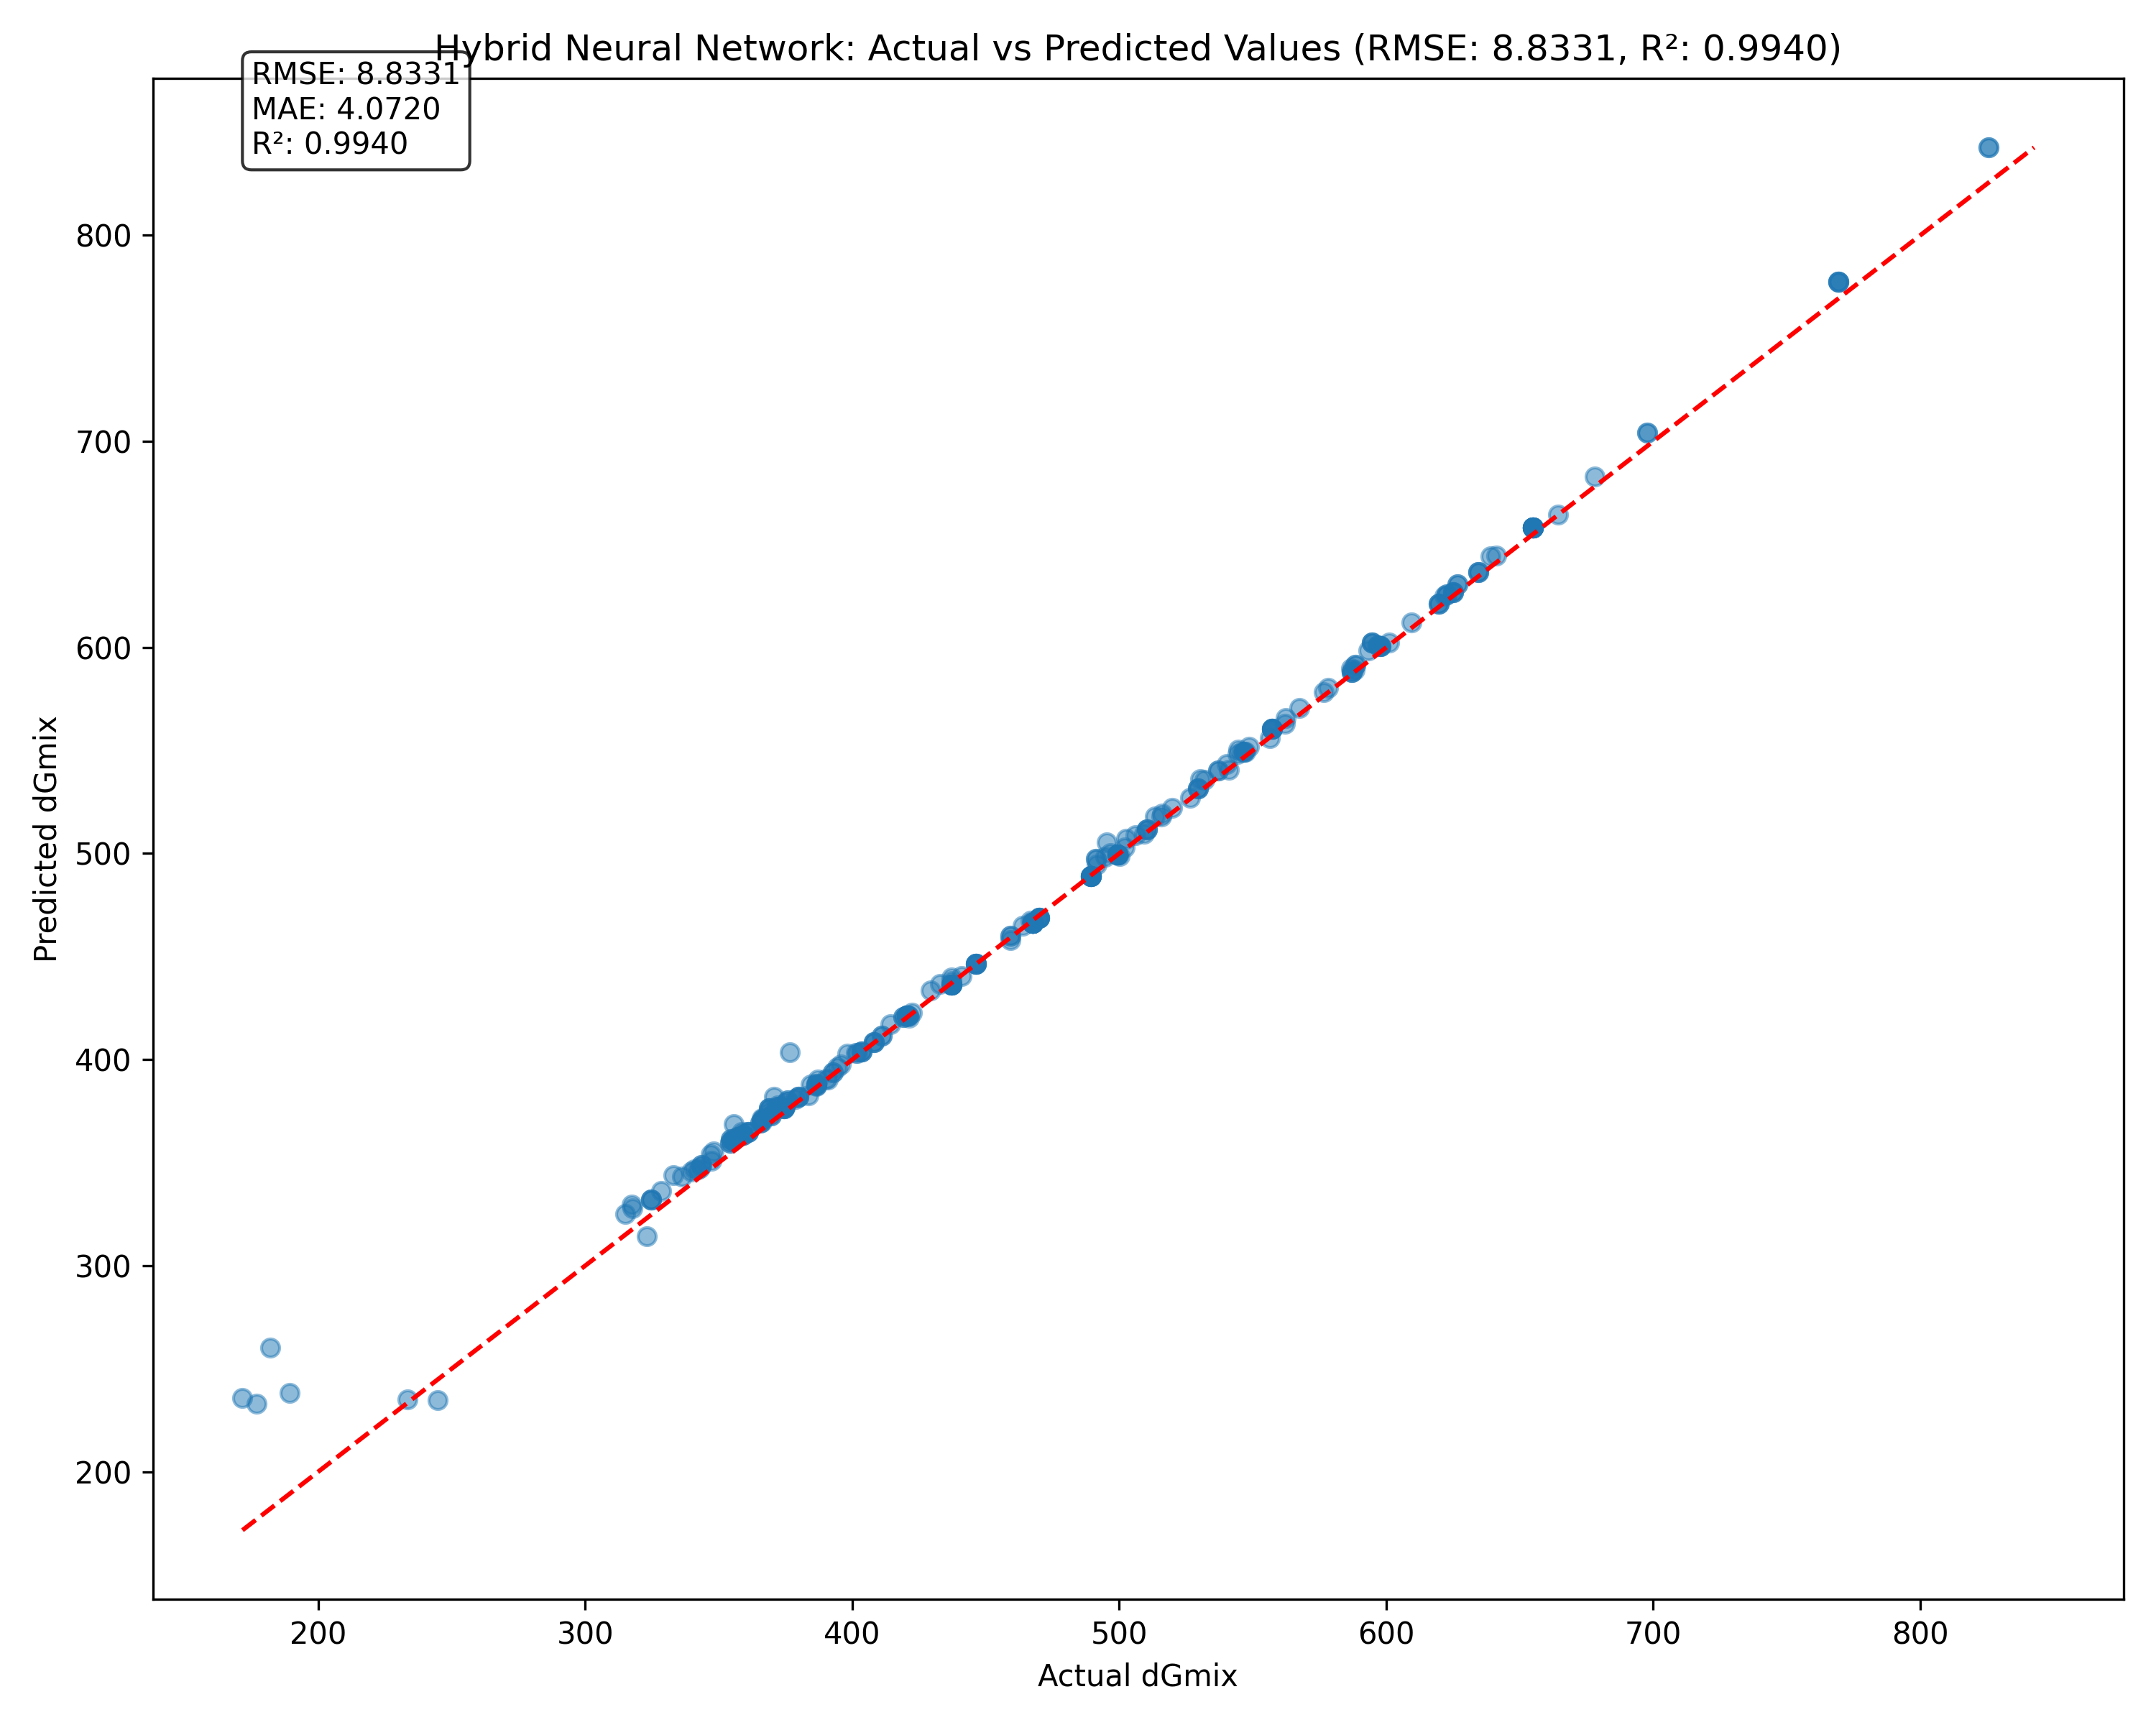 Hybrid Neural Network: Actual vs Predicted Values (RMSE: 8.8331, R²: 0.9940)
RMSE: 8.8331
MAE: 4.0720
R²: 0.9940
800
700
600
500
400
300
200
Predicted dGmix
200 300 400 500 600 700 800
Actual dGmix